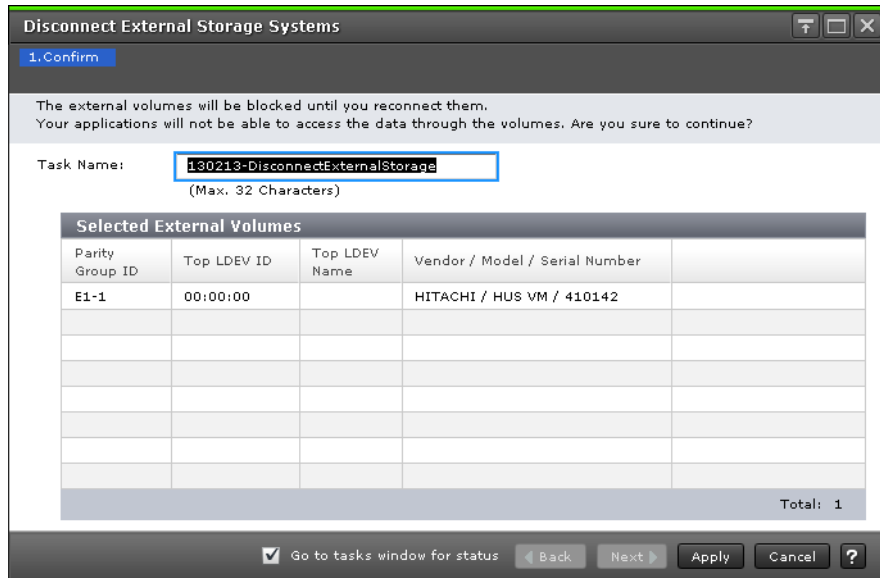 Disconnect External Storage Systems
1.Confirm
The external volumes will be blocked until you reconnect them.
Your applications will not be able to access the data through the volumes. Are you sure to continue?
Task Name:
130213-DisconnectExternalStorage
(Max. 32 Characters)
Selected External Volumes
Parity Group ID
Top LDEV ID
Top LDEV Name
Vendor / Model / Serial Number
E1-1
00:00:00
HITACHI / HUS VM / 410142
Total: 1
Go to tasks window for status
Back
Next
Apply
Cancel
?